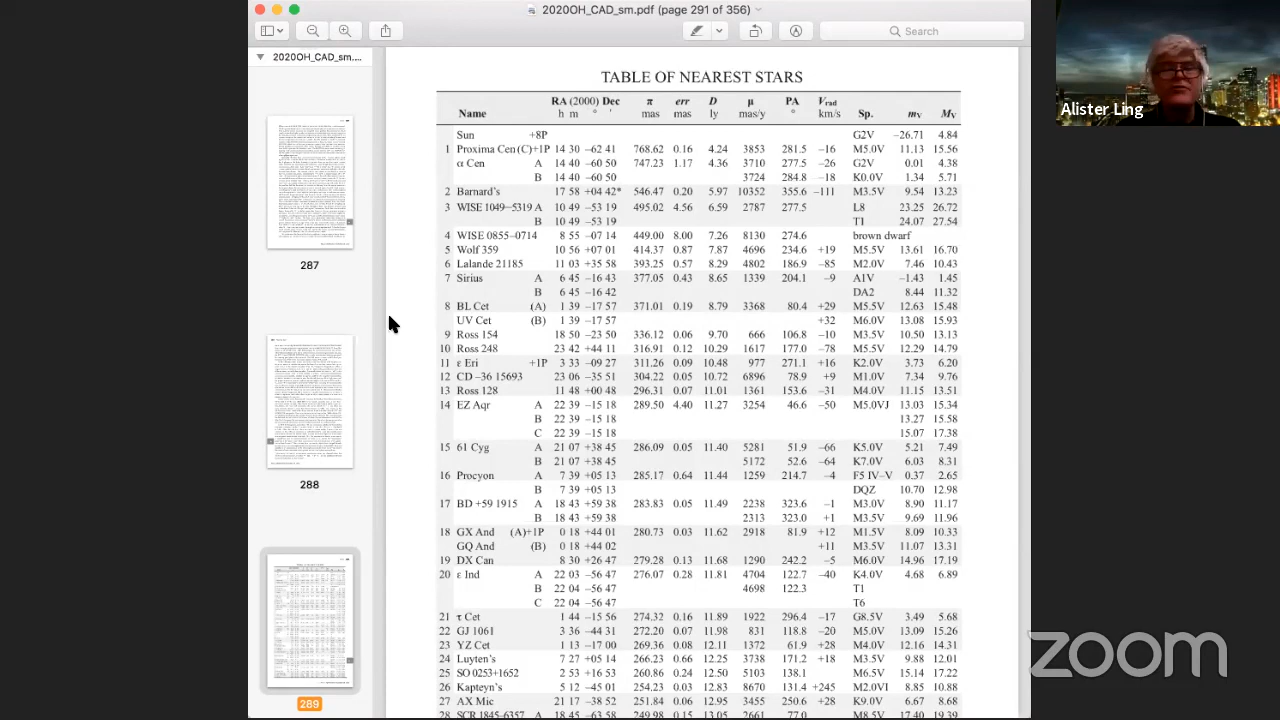 2020OH_CAD_sm.pdf (page 291 of 356)
Search
2020OH_CAD_sm....
287
288
289
Alister Ling
TABLE OF NEAREST STARS
RA (2000) Dec π err D μ PA Vrad
Name h m ° ' mas mas ly mas/y ° km/s Sp. mV MV
Sun +8P G2V −26.71 4.84
1 Proxima Cen (C)+1P 14 30 −62 41 768.62 0.16 4.24 3859 281.5 −16 M5.0V 11.13 15.56
α Cen A 14 40 −60 50 747.23 1.17 4.36 3710 277.5 −26 G2V 0.01 4.38
B 14 40 −60 50 3724 284.8 −18 K0.0V 1.34 5.71
2 Barnard's 17 58 +04 42* 546.47 0.20 5.97 10358 355.6 −111 M3.5V 9.54 13.23
3 WISE 1049−5319 A 10 49 −53 19 495.02 4.56 6.59 2787 277.5 L8 23.25 26.72
B 10 49 −53 19 T1 24.07 27.54
4 WISE 0855−0714 8 55 −07 14 449.00 8.00 7.26 8130 274.6 brown dwarf
5 Wolf 359 10 56 +07 01 414.37 0.87 7.87 4696 234.6 +19 M5.5V 13.61 16.70
6 Lalande 21185 11 03 +35 58 393.25 0.57 8.29 4802 186.9 −85 M2.0V 7.46 10.43
7 Sirius A 6 45 −16 43 377.05 0.43 8.65 1339 204.1 −9 A1V −1.43 1.45
B 6 45 −16 42 DA2 8.44 11.32
8 BL Cet (A) 1 39 −17 57 371.01 0.19 8.79 3368 80.4 +29 M5.5V 12.63 15.48
UV Cet (B) 1 39 −17 57 +32 M6.0V 13.08 15.93
9 Ross 154 18 50 −23 50 336.13 0.06 9.70 666 106.8 −10 M3.5V 10.50 13.13
10 Ross 248 23 42 +44 11 316.91 0.12 10.29 1617 177.0 −78 M5.5V 12.29 14.79
11 ε Eri +1P 3 33 −09 27 311.23 0.09 10.48 977 271.1 +16 K2.0V 3.73 6.20
12 CD −35 15693 23 06 −35 51 304.22 0.05 10.72 6896 78.9 +9 M1.0V 7.34 9.76
13 Ross 128 11 48 +00 48 296.31 0.07 11.01 1361 153.6 −31 M4.0V 11.15 13.51
14 EZ Aqr A 22 39 −15 18 289.50 4.40 11.27 3254 46.6 −50 M5.0VJ 13.03 15.34
B 22 39 −15 18 13.27 15.58
C 22 39 −15 18 15.07 17.38
15 61 Cyg A 21 07 +38 45 286.07 0.05 11.40 5281 51.9 −66 K5.0V 5.21 7.49
B 21 07 +38 45 5172 52.6 −64 K7.0V 6.03 8.31
16 Procyon A 7 39 +05 13 285.17 0.64 11.44 1259 214.7 −4 F5 IV–V 0.37 2.65
B 7 39 +05 13 DQZ 10.70 12.98
17 BD +59 1915 A 18 43 +59 38 283.83 0.05 11.49 2238 323.6 −1 M3.0V 8.90 11.17
B 18 43 +59 38 2313 323.0 +1 M3.5V 9.69 11.96
18 GX And (A)+1P 0 18 +44 01 280.73 0.03 11.62 2918 81.9 +12 M1.5V 8.09 10.33
GQ And (B) 0 18 +44 02 +11 M3.5V 11.07 13.31
19 DX Can 8 30 +26 47 279.28 0.13 11.68 1290 242.2 −5 M6.0V 14.96 17.19
20 ε Ind A 22 03 −56 47 276.07 0.28 11.81 4704 122.7 −40 K4.0V 4.68 6.89
B 22 04 −56 47 4698 122.3 T1
C 22 04 −56 47 T6
21 τ Cet 1 44 −15 56 274.32 0.16 11.89 1922 296.4 −17 G8.5V 3.49 5.68
22 GJ 1061 3 36 −44 31 272.20 0.07 11.98 831 118.8 −20 M5.0V 13.09 15.26
23 YZ Cet 1 13 −17 00 269.36 0.08 12.11 1372 61.9 +28 M4.0V 12.16 14.31
24 Luyten's 7 27 +05 14 266.23 0.66 12.25 3738 171.2 +18 M3.5V 9.88 12.01
25 SO 0253+1652 2 53 +16 53 260.86 0.24 12.50 5050 138.1 M6.5V 15.14 17.22
26 Kapteyn's 5 12 −45 01 254.23 0.03 12.83 8670 131.4 +245 M2.0VI 8.85 10.88
27 AX Mic 21 17 −38 52 251.84 0.06 12.95 3455 250.6 +28 K9.0V 6.67 8.68
28 SCR 1845-6357 A 18 45 −63 58 249.98 0.15 13.05 2661 77.0 M8.5V 17.40 19.39
zoom